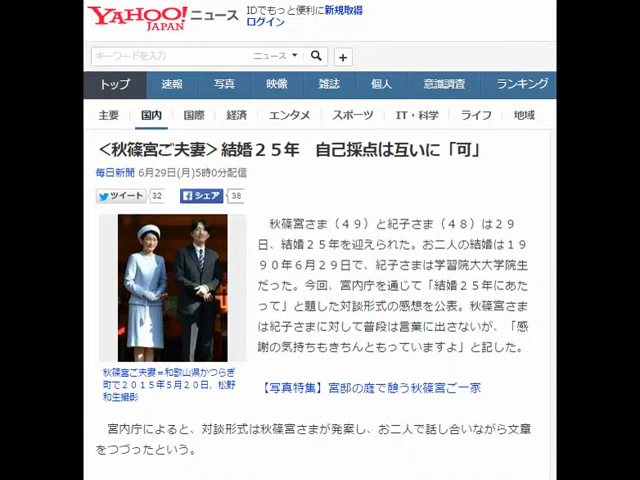 YAHOO! JAPAN ニュース
IDでもっと便利に新規取得
ログイン
キーワードを入力
ニュース
トップ 速報 写真 映像 雑誌 個人 意識調査 ランキング
主要 国内 国際 経済 エンタメ スポーツ IT・科学 ライフ 地域
＜秋篠宮ご夫妻＞結婚２５年　自己採点は互いに「可」
毎日新聞 6月29日(月)5時0分配信
ツイート 32 シェア 38
秋篠宮さま（４９）と紀子さま（４８）は２９
日、結婚２５年を迎えられた。お二人の結婚は１９
９０年６月２９日で、紀子さまは学習院大大学院生
だった。今回、宮内庁を通じて「結婚２５年にあた
って」と題した対談形式の感想を公表。秋篠宮さま
は紀子さまに対して普段は言葉に出さないが、「感
謝の気持ちもきちんともっていますよ」と記した。
秋篠宮ご夫妻＝和歌山県かつらぎ
町で２０１５年５月２０日、松野
和生撮影
【写真特集】宮邸の庭で憩う秋篠宮ご一家
宮内庁によると、対談形式は秋篠宮さまが発案し、お二人で話し合いながら文章
をつづったという。